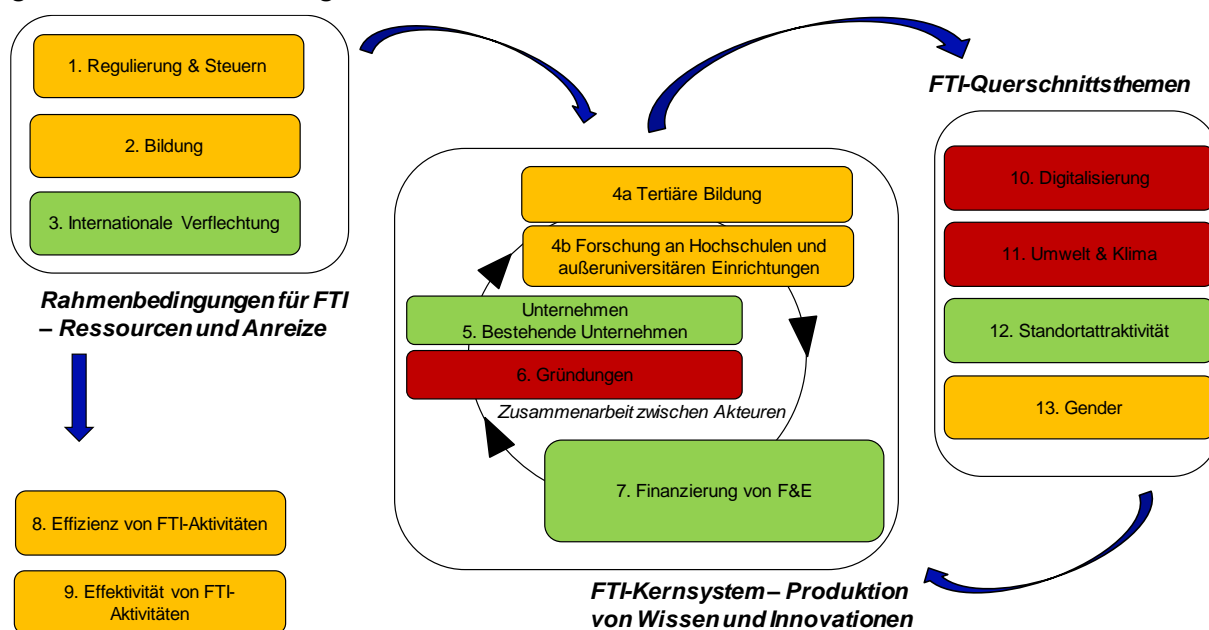 1. Regulierung & Steuern
2. Bildung
3. Internationale Verflechtung
Rahmenbedingungen für FTI
– Ressourcen und Anreize
8. Effizienz von FTI-Aktivitäten
9. Effektivität von FTI-
Aktivitäten
4a Tertiäre Bildung
4b Forschung an Hochschulen und
außeruniversitären Einrichtungen
Unternehmen
5. Bestehende Unternehmen
6. Gründungen
Zusammenarbeit zwischen Akteuren
7. Finanzierung von F&E
FTI-Kernsystem – Produktion
von Wissen und Innovationen
FTI-Querschnittsthemen
10. Digitalisierung
11. Umwelt & Klima
12. Standortattraktivität
13. Gender